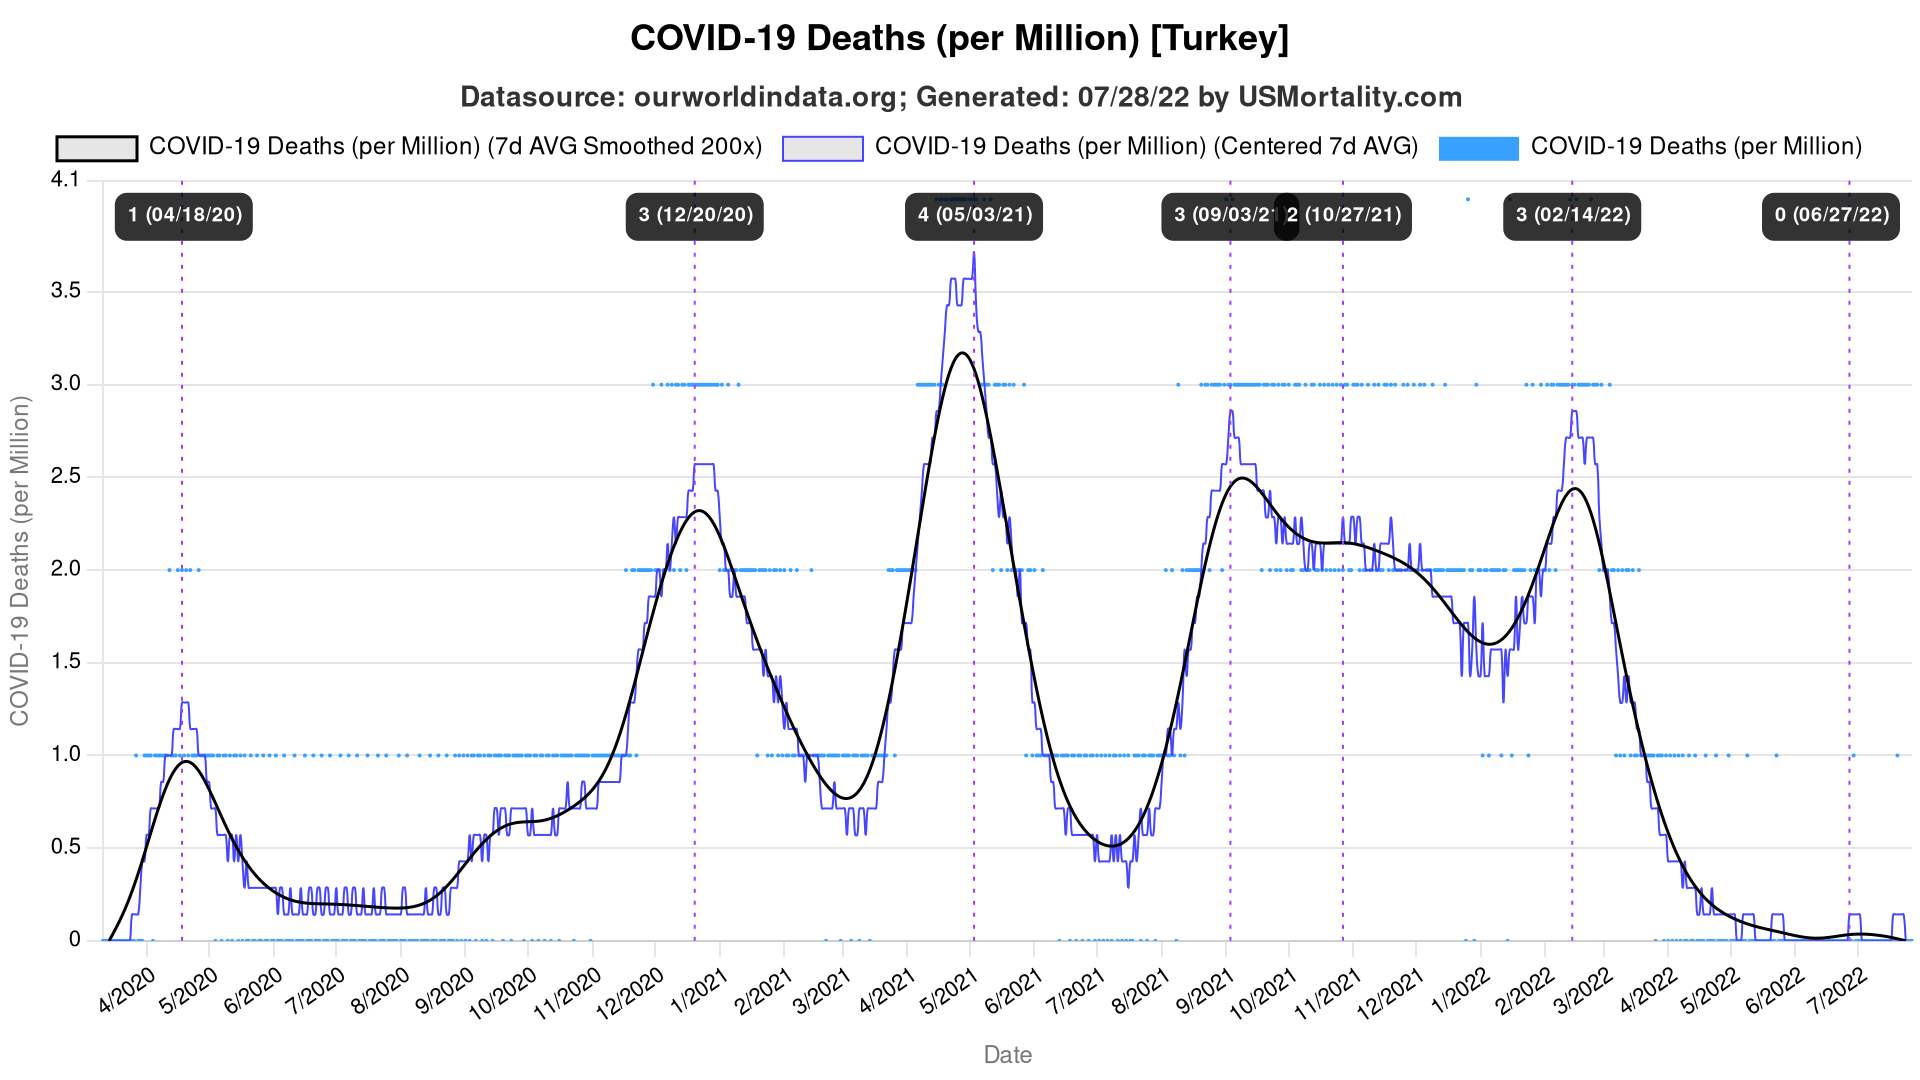 COVID-19 Deaths (per Million) [Turkey]
Datasource: ourworldindata.org; Generated: 07/28/22 by USMortality.com
COVID-19 Deaths (per Million) (7d AVG Smoothed 200x) COVID-19 Deaths (per Million) (Centered 7d AVG) COVID-19 Deaths (per Million)
4.1
1 (04/18/20) 3 (12/20/20) 4 (05/03/21) 3 (09/03/21) 2 (10/27/21) 3 (02/14/22) 0 (06/27/22)
3.5
3.0
2.5
2.0
1.5
1.0
0.5
0
COVID-19 Deaths (per Million)
4/2020 5/2020 6/2020 7/2020 8/2020 9/2020 10/2020 11/2020 12/2020 1/2021 2/2021 3/2021 4/2021 5/2021 6/2021 7/2021 8/2021 9/2021 10/2021 11/2021 12/2021 1/2022 2/2022 3/2022 4/2022 5/2022 6/2022 7/2022
Date